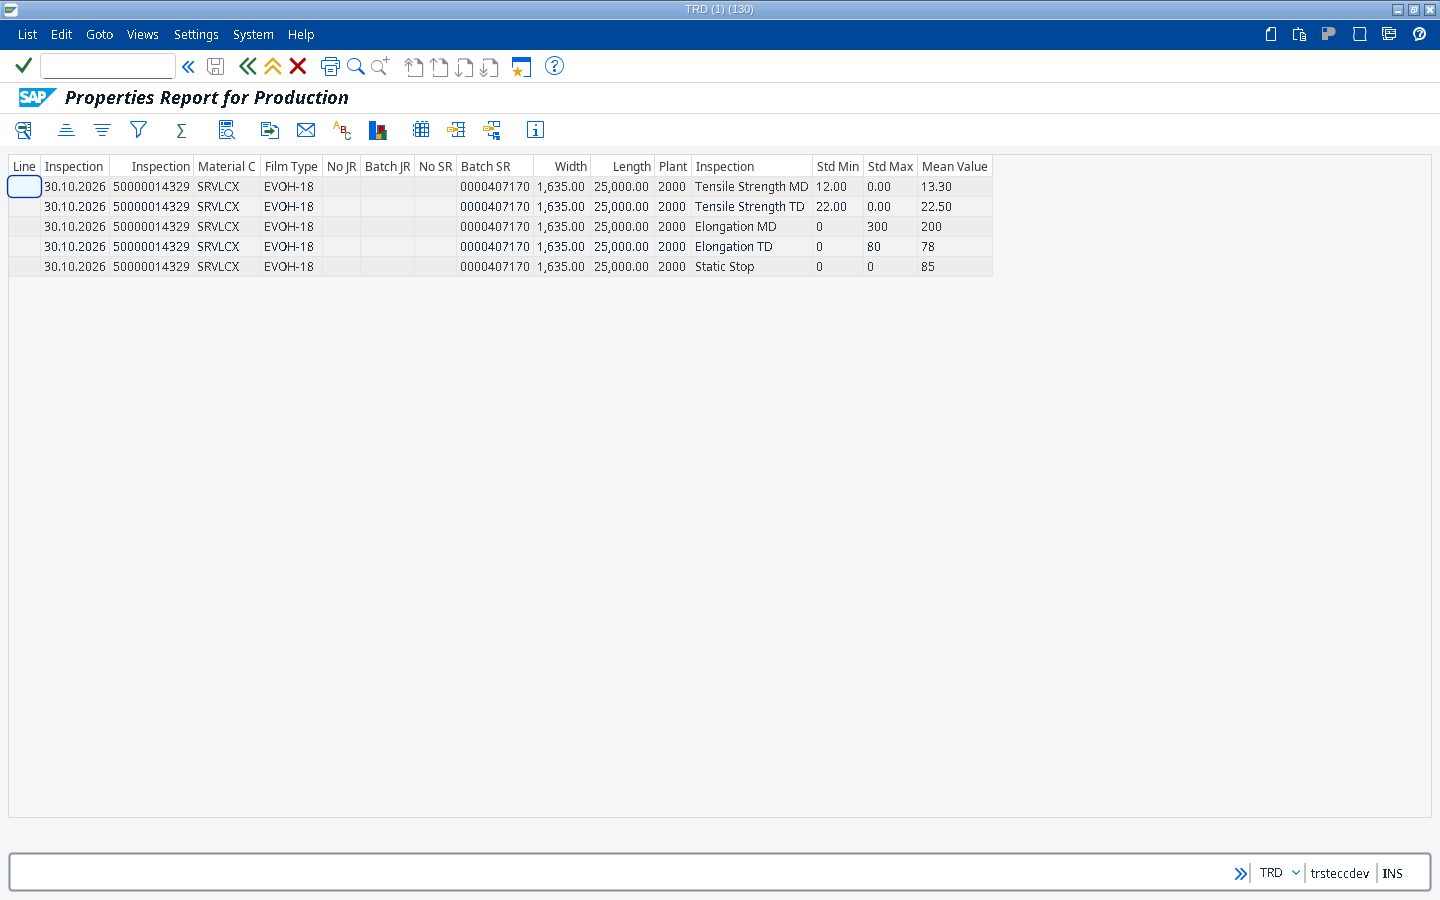 TRD (1) (130)
List Edit Goto Views Settings System Help
SAP Properties Report for Production
Line Inspection Inspection Material C Film Type No JR Batch JR No SR Batch SR Width Length Plant Inspection Std Min Std Max Mean Value
30.10.2026 50000014329 SRVLCX EVOH-18 0000407170 1,635.00 25,000.00 2000 Tensile Strength MD 12.00 0.00 13.30
30.10.2026 50000014329 SRVLCX EVOH-18 0000407170 1,635.00 25,000.00 2000 Tensile Strength TD 22.00 0.00 22.50
30.10.2026 50000014329 SRVLCX EVOH-18 0000407170 1,635.00 25,000.00 2000 Elongation MD 0 300 200
30.10.2026 50000014329 SRVLCX EVOH-18 0000407170 1,635.00 25,000.00 2000 Elongation TD 0 80 78
30.10.2026 50000014329 SRVLCX EVOH-18 0000407170 1,635.00 25,000.00 2000 Static Stop 0 0 85
TRD trsteccdev INS